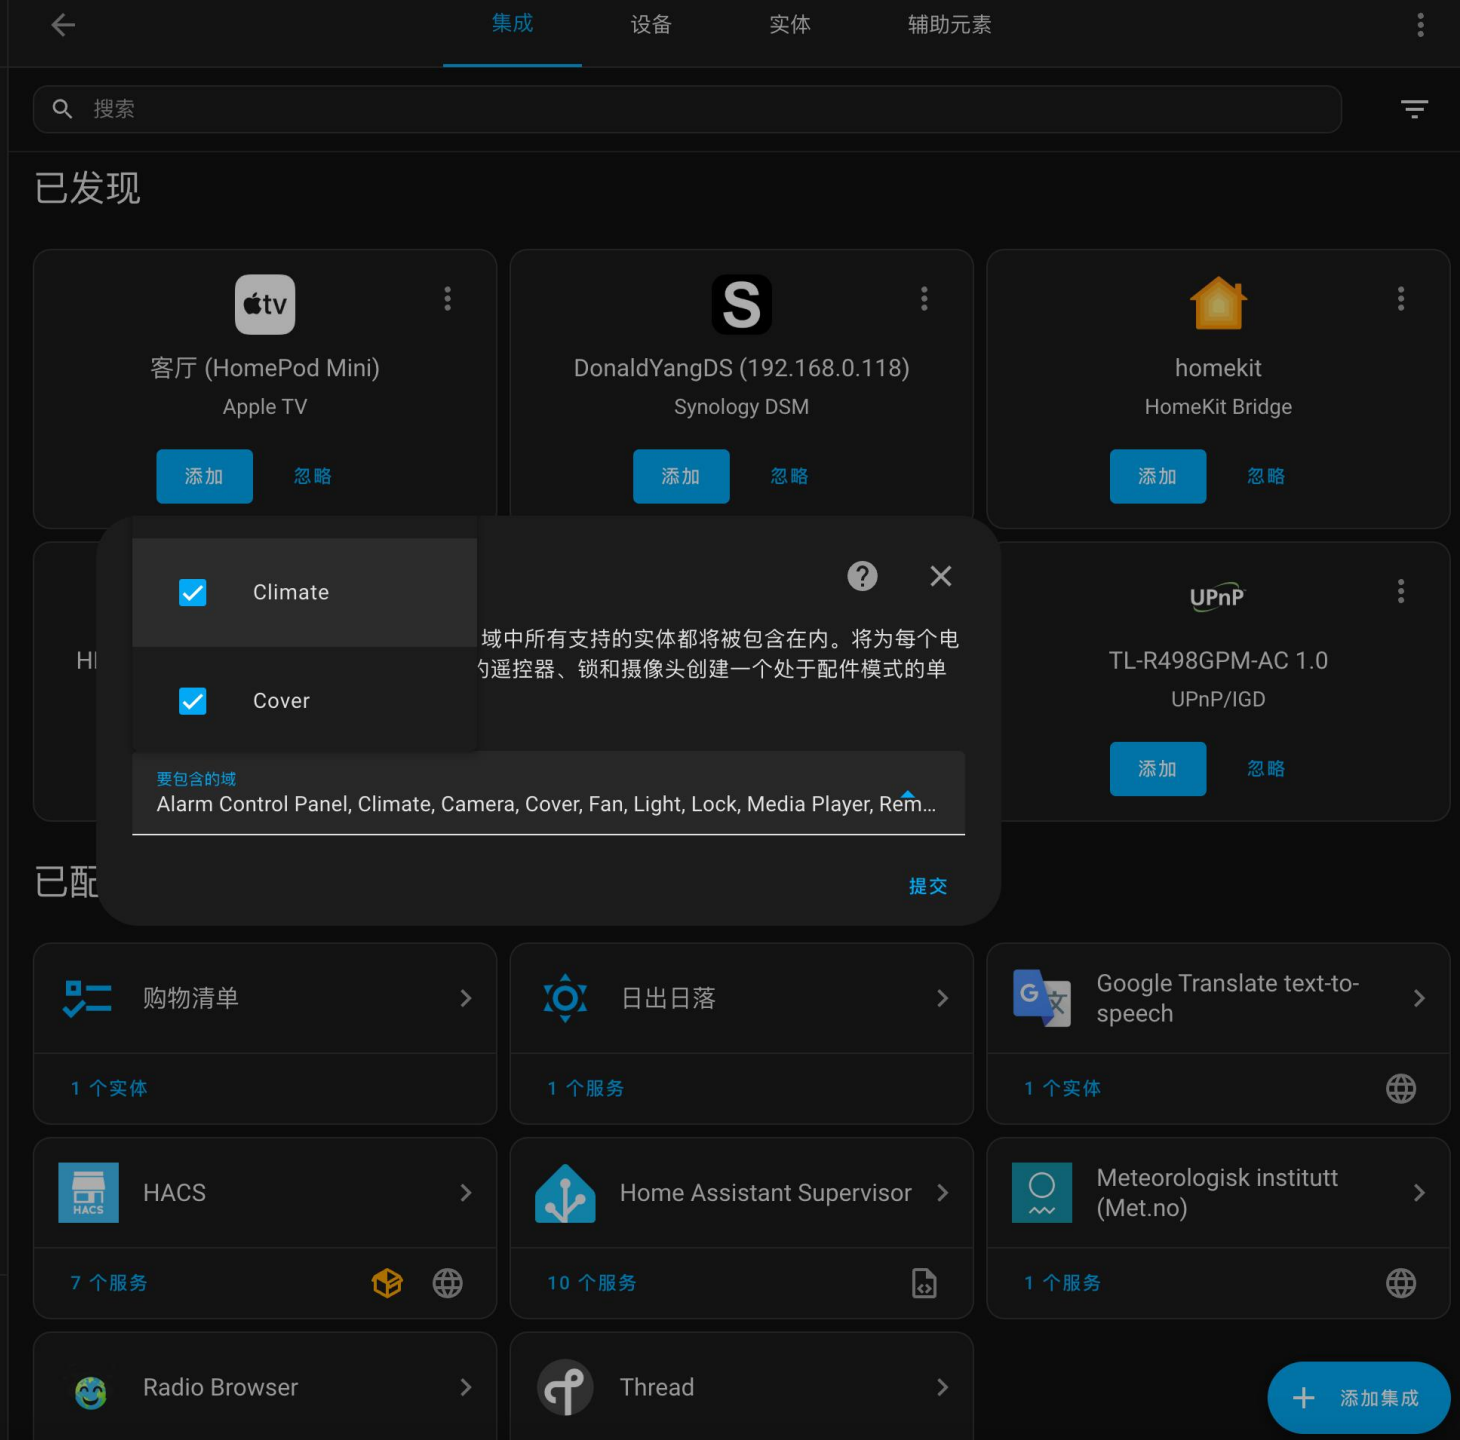 集成
设备
实体
辅助元素
搜索
已发现
tv
客厅 (HomePod Mini)
Apple TV
添加
忽略
S
DonaldYangDS (192.168.0.118)
Synology DSM
添加
忽略
homekit
HomeKit Bridge
添加
忽略
Climate
Cover
域中所有支持的实体都将被包含在内。将为每个电
的遥控器、锁和摄像头创建一个处于配件模式的单
要包含的域
Alarm Control Panel, Climate, Camera, Cover, Fan, Light, Lock, Media Player, Rem...
提交
UPnP
TL-R498GPM-AC 1.0
UPnP/IGD
添加
忽略
已配
购物清单
1 个实体
日出日落
1 个服务
G 文
Google Translate text-to-
speech
1 个实体
HACS
HACS
7 个服务
Home Assistant Supervisor
10 个服务
Meteorologisk institutt
(Met.no)
1 个服务
Radio Browser
Thread
添加集成